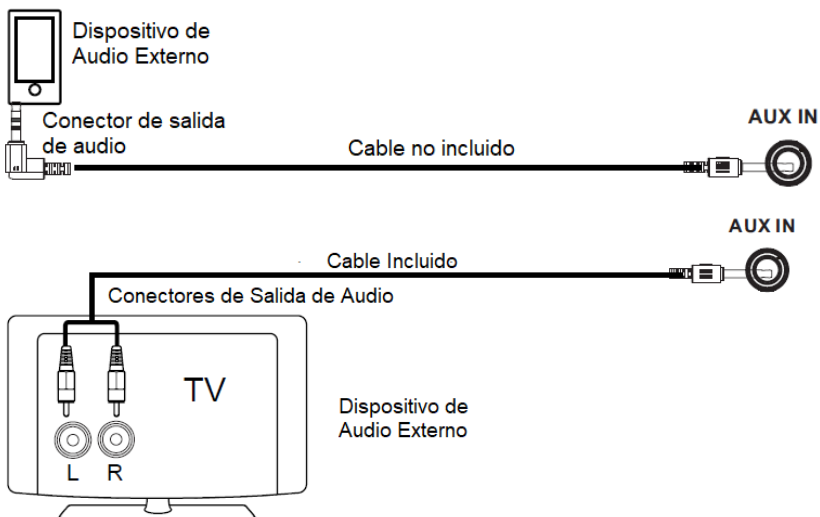 Dispositivo de
Audio Externo
Conector de salida
de audio
Cable no incluido
AUX IN
AUX IN
Cable Incluido
Conectores de Salida de Audio
TV
Dispositivo de
Audio Externo
L R